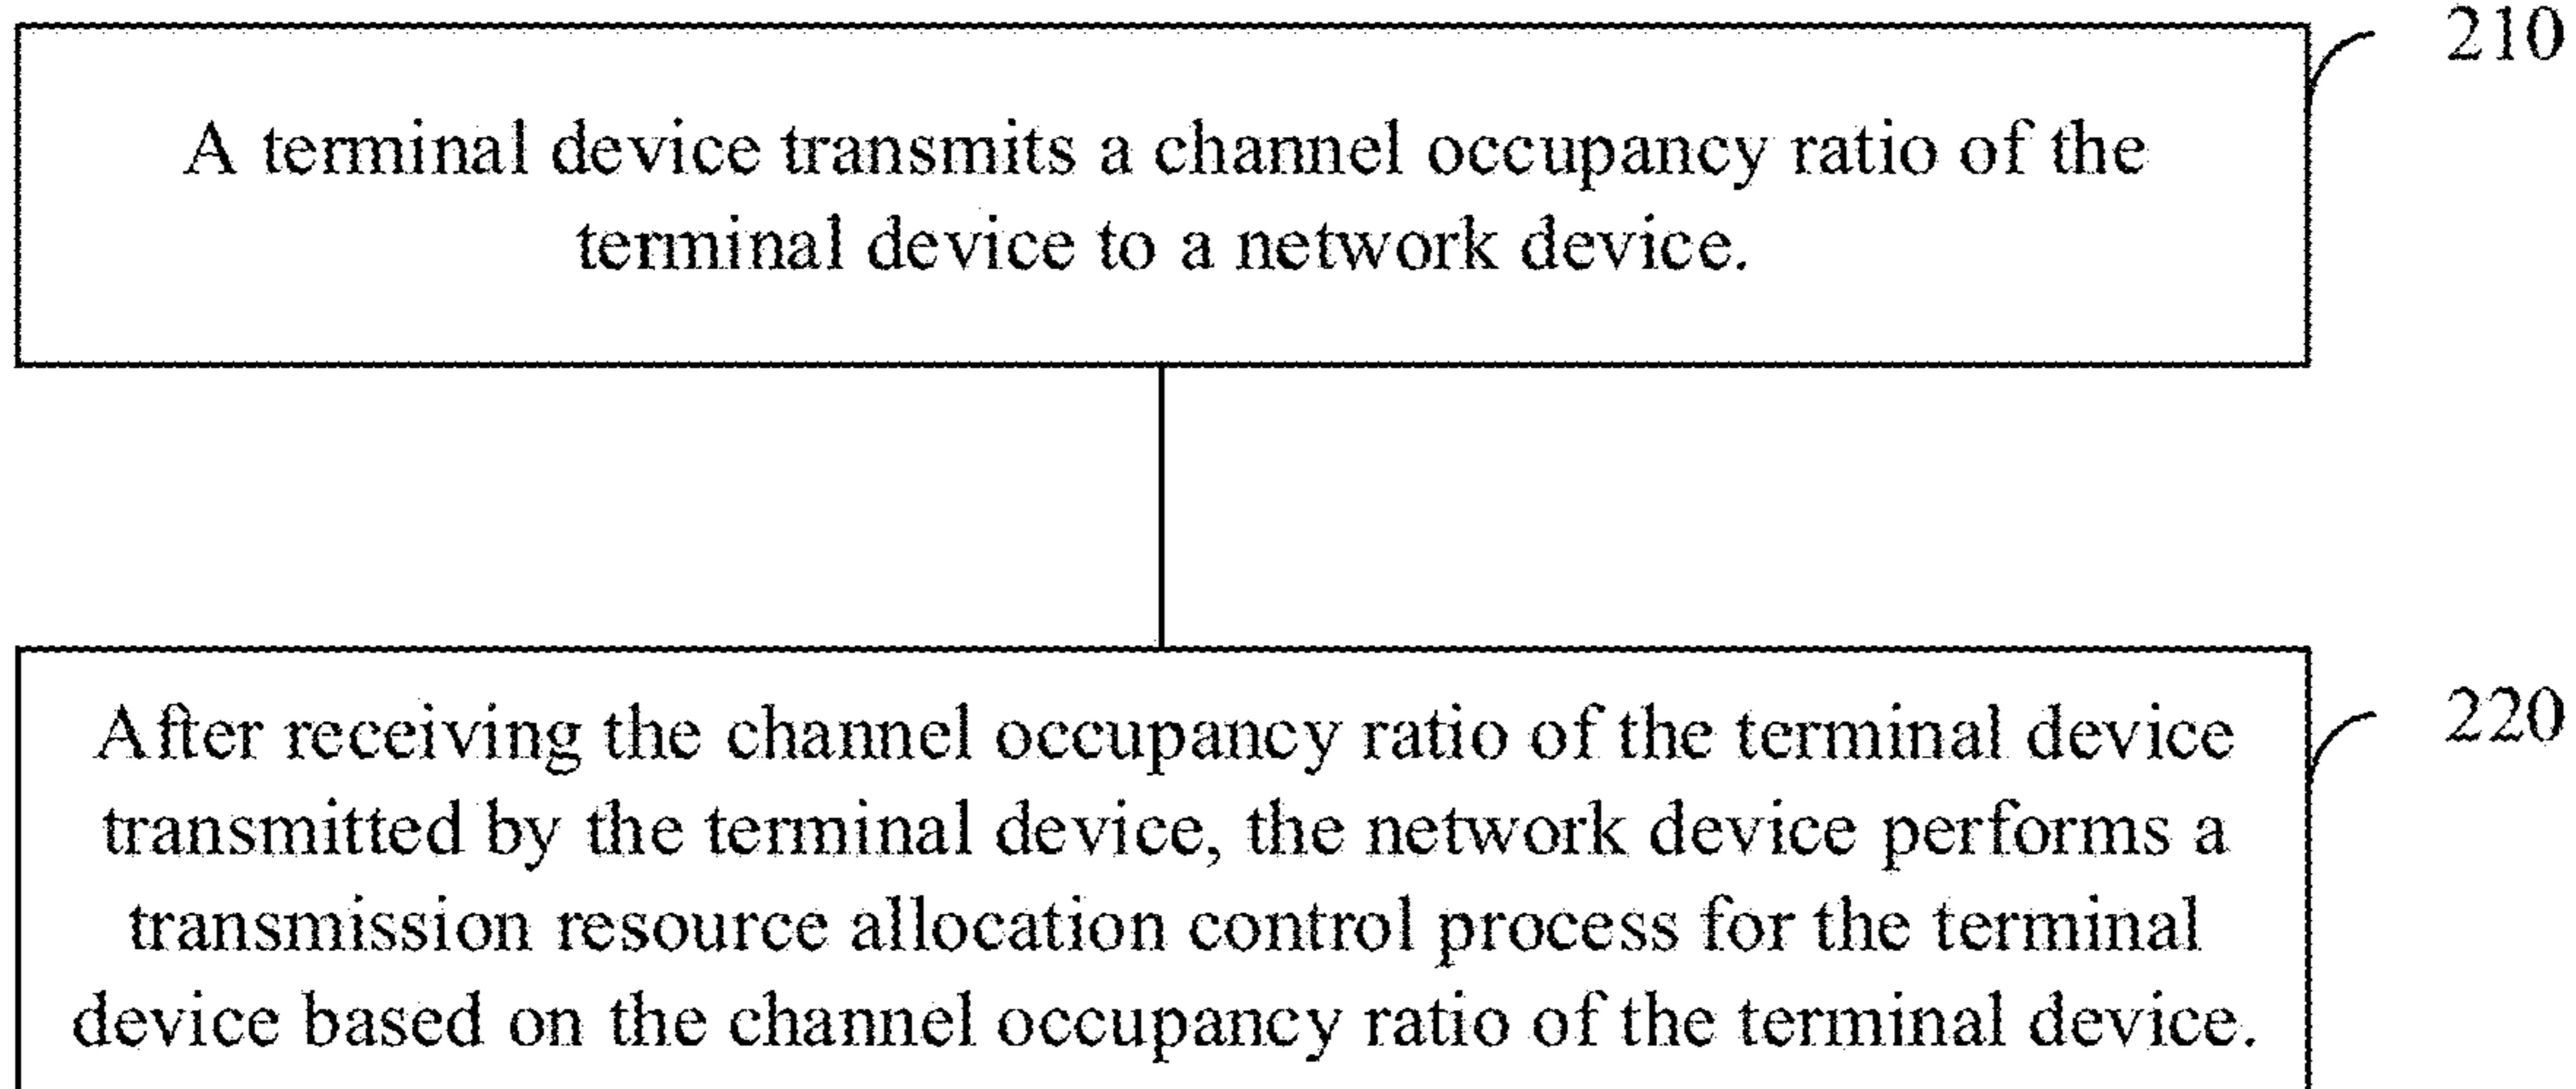 210
A terminal device transmits a channel occupancy ratio of the
terminal device to a network device.
220
After receiving the channel occupancy ratio of the terminal device
transmitted by the terminal device, the network device performs a
transmission resource allocation control process for the terminal
device based on the channel occupancy ratio of the terminal device.